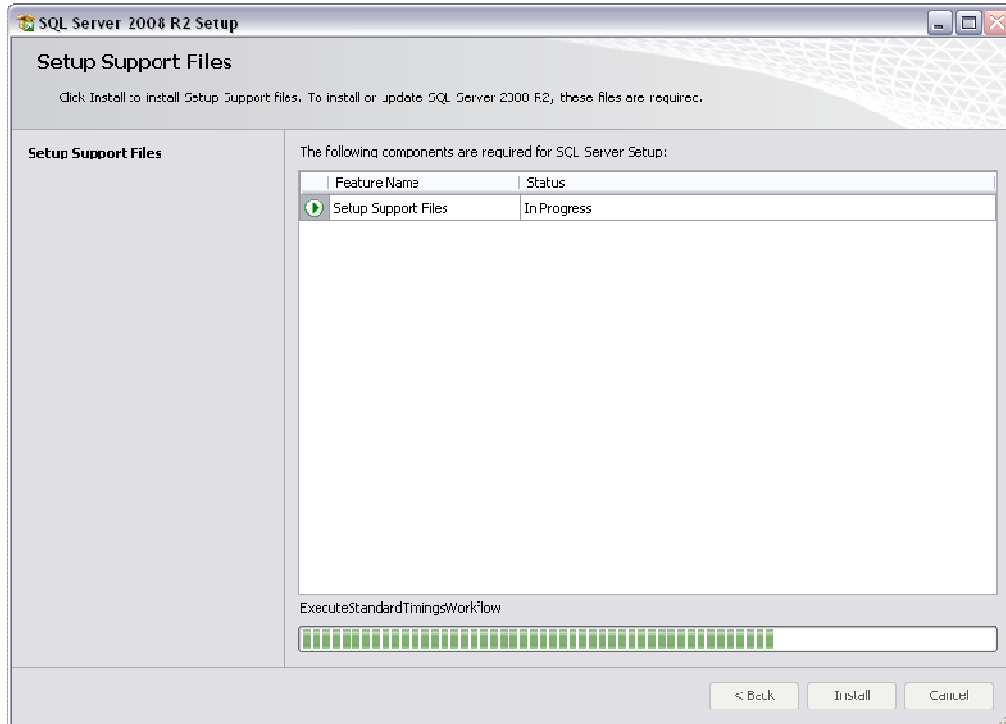 SQL Server 2008 R2 Setup
Setup Support Files
Click Install to install Setup Support files. To install or update SQL Server 2008 R2, these files are required.
Setup Support Files
The following components are required for SQL Server Setup:
Feature Name Status
Setup Support Files In Progress
ExecuteStandardTimingsWorkflow
< Back Install Cancel